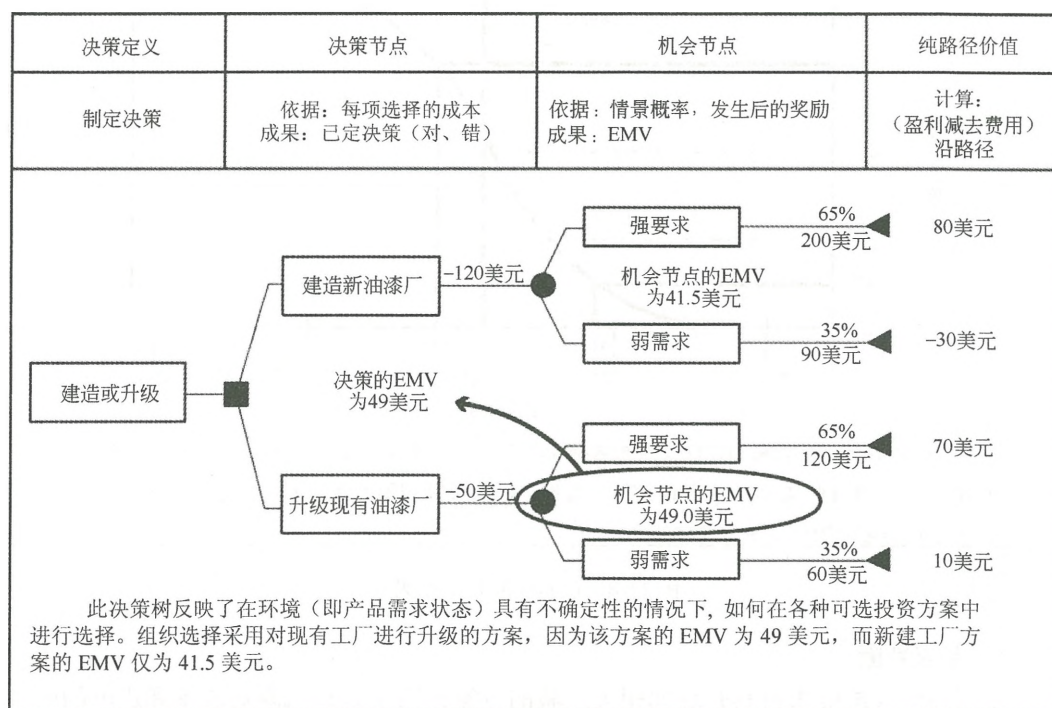 决策定义
决策节点
机会节点
纯路径价值
制定决策
依据：每项选择的成本
成果：已定决策（对、错）
依据：情景概率，发生后的奖励
成果：EMV
计算：
（盈利减去费用）
沿路径
强要求
65%
200美元
80美元
建造新油漆厂
−120美元
机会节点的EMV
为41.5美元
弱需求
35%
90美元
−30美元
建造或升级
决策的EMV
为49美元
强要求
65%
120美元
70美元
升级现有油漆厂
−50美元
机会节点的EMV
为49.0美元
弱需求
35%
60美元
10美元
此决策树反映了在环境（即产品需求状态）具有不确定性的情况下, 如何在各种可选投资方案中
进行选择。组织选择采用对现有工厂进行升级的方案，因为该方案的 EMV 为 49 美元，而新建工厂方
案的 EMV 仅为 41.5 美元。